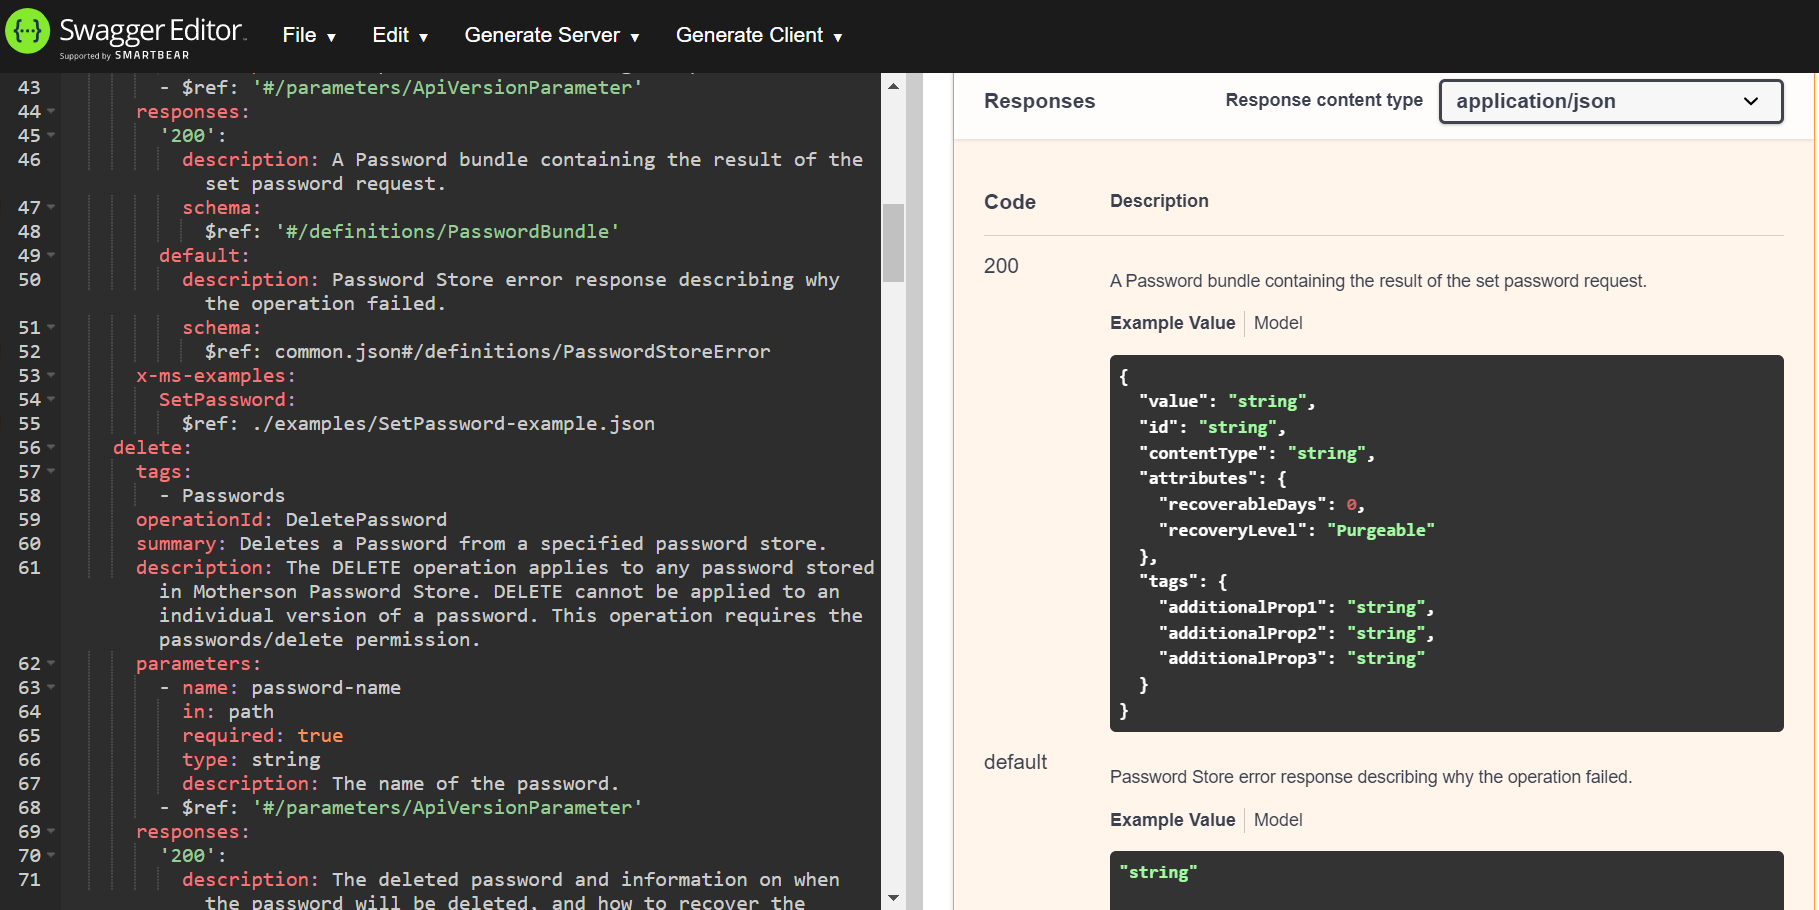 Swagger Editor
Supported by SMARTBEAR
File ▼ Edit ▼ Generate Server ▼ Generate Client ▼
43 - $ref: '#/parameters/ApiVersionParameter'
44 responses:
45 '200':
46 description: A Password bundle containing the result of the
set password request.
47 schema:
48 $ref: '#/definitions/PasswordBundle'
49 default:
50 description: Password Store error response describing why
the operation failed.
51 schema:
52 $ref: common.json#/definitions/PasswordStoreError
53 x-ms-examples:
54 SetPassword:
55 $ref: ./examples/SetPassword-example.json
56 delete:
57 tags:
58 - Passwords
59 operationId: DeletePassword
60 summary: Deletes a Password from a specified password store.
61 description: The DELETE operation applies to any password stored
in Motherson Password Store. DELETE cannot be applied to an
individual version of a password. This operation requires the
passwords/delete permission.
62 parameters:
63 - name: password-name
64 in: path
65 required: true
66 type: string
67 description: The name of the password.
68 - $ref: '#/parameters/ApiVersionParameter'
69 responses:
70 '200':
71 description: The deleted password and information on when
the password will be deleted, and how to recover the
Responses Response content type application/json
Code Description
200
A Password bundle containing the result of the set password request.
Example Value Model
{
"value": "string",
"id": "string",
"contentType": "string",
"attributes": {
"recoverableDays": 0,
"recoveryLevel": "Purgeable"
},
"tags": {
"additionalProp1": "string",
"additionalProp2": "string",
"additionalProp3": "string"
}
}
default
Password Store error response describing why the operation failed.
Example Value Model
"string"